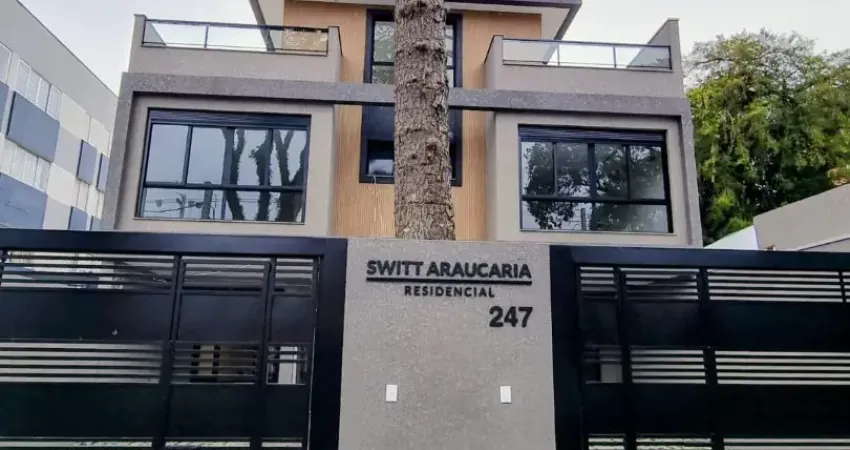 SWITT ARAUCARIA
RESIDENCIAL
247